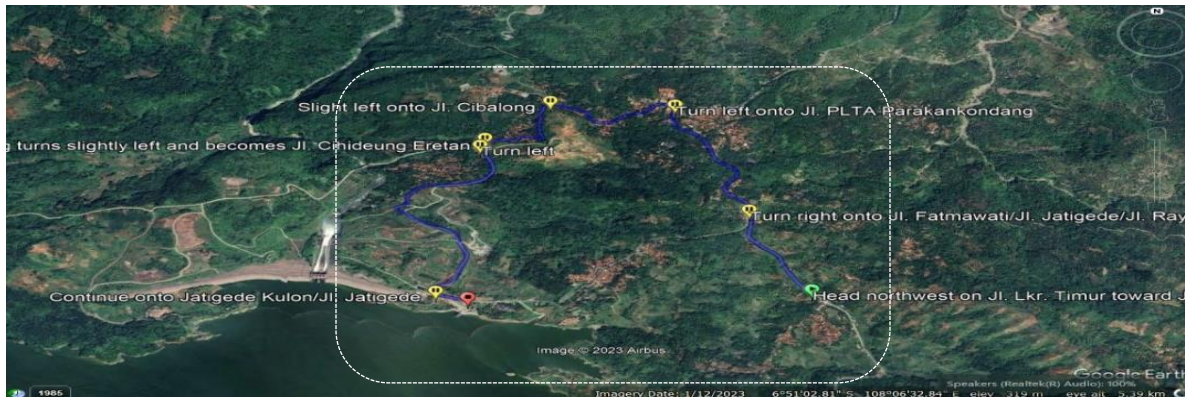 N
Slight left onto Jl. Cibalong
Turn left onto Jl. PLTA Parakankondang
g turns slightly left and becomes Jl. Cihideung Eretan
Turn left
Turn right onto Jl. Fatmawati/Jl. Jatigede/Jl. Ray
Continue onto Jatigede Kulon/Jl. Jatigede
Head northwest on Jl. Lkr. Timur toward J
Image © 2023 Airbus
Google Earth
Speakers (Realtek(R) Audio): 100%
1985
Imagery Date: 1/12/2023 6°51'02.81" S 108°06'32.84" E elev 319 m eye alt 5.39 km